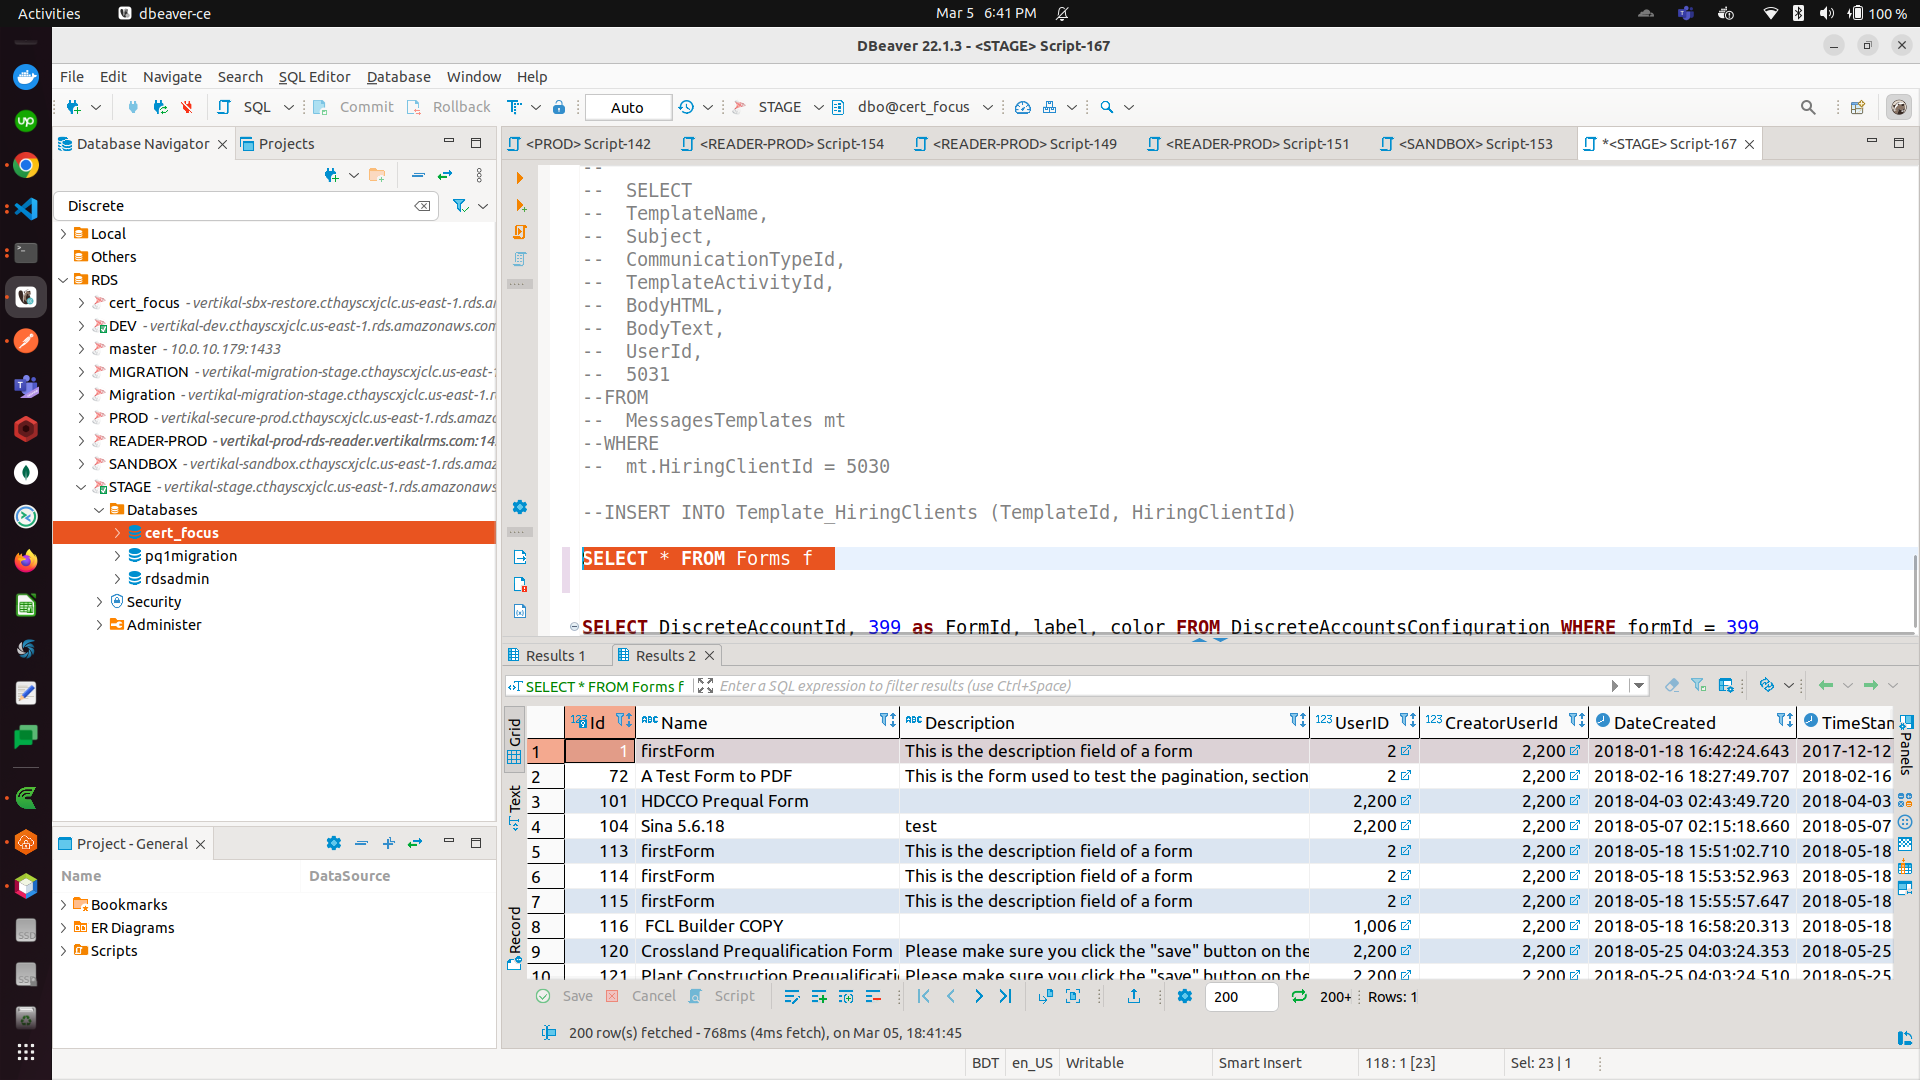 Activities
dbeaver-ce
Mar 5 6:41 PM
100 %
DBeaver 22.1.3 - <STAGE> Script-167
File Edit Navigate Search SQL Editor Database Window Help
SQL Commit Rollback Auto STAGE dbo@cert_focus
Database Navigator
Projects
<PROD> Script-142
<READER-PROD> Script-154
<READER-PROD> Script-149
<READER-PROD> Script-151
<SANDBOX> Script-153
*<STAGE> Script-167
Discrete
Local
Others
RDS
cert_focus - vertikal-sbx-restore.cthayscxjclc.us-east-1.rds.a
DEV - vertikal-dev.cthayscxjclc.us-east-1.rds.amazonaws.con
master - 10.0.10.179:1433
MIGRATION - vertikal-migration-stage.cthayscxjclc.us-east-
Migration - vertikal-migration-stage.cthayscxjclc.us-east-1.r
PROD - vertikal-secure-prod.cthayscxjclc.us-east-1.rds.amazo
READER-PROD - vertikal-prod-rds-reader.vertikalrms.com:14
SANDBOX - vertikal-sandbox.cthayscxjclc.us-east-1.rds.amaz
STAGE - vertikal-stage.cthayscxjclc.us-east-1.rds.amazonaws
Databases
cert_focus
pq1migration
rdsadmin
Security
Administer
--
-- SELECT
-- TemplateName,
-- Subject,
-- CommunicationTypeId,
-- TemplateActivityId,
-- BodyHTML,
-- BodyText,
-- UserId,
-- 5031
--FROM
-- MessagesTemplates mt
--WHERE
-- mt.HiringClientId = 5030
--INSERT INTO Template_HiringClients (TemplateId, HiringClientId)
SELECT * FROM Forms f
SELECT DiscreteAccountId, 399 as FormId, label, color FROM DiscreteAccountsConfiguration WHERE formId = 399
Results 1
Results 2
SELECT * FROM Forms f
Enter a SQL expression to filter results (use Ctrl+Space)
Grid
Text
Record
Panels
123 Id ABC Name ABC Description 123 UserID 123 CreatorUserId DateCreated TimeStan
1 1 firstForm This is the description field of a form 2 2,200 2018-01-18 16:42:24.643 2017-12-12
2 72 A Test Form to PDF This is the form used to test the pagination, section 2 2,200 2018-02-16 18:27:49.707 2018-02-16
3 101 HDCCO Prequal Form 2,200 2,200 2018-04-03 02:43:49.720 2018-04-03
4 104 Sina 5.6.18 test 2,200 2,200 2018-05-07 02:15:18.660 2018-05-07
5 113 firstForm This is the description field of a form 2 2,200 2018-05-18 15:51:02.710 2018-05-18
6 114 firstForm This is the description field of a form 2 2,200 2018-05-18 15:53:52.963 2018-05-18
7 115 firstForm This is the description field of a form 2 2,200 2018-05-18 15:55:57.647 2018-05-18
8 116 FCL Builder COPY 1,006 2,200 2018-05-18 16:58:20.313 2018-05-18
9 120 Crossland Prequalification Form Please make sure you click the "save" button on the 2,200 2,200 2018-05-25 04:03:24.353 2018-05-25
10 121 Plant Construction Prequalificati Please make sure you click the "save" button on the 2,200 2,200 2018-05-25 04:03:24.510 2018-05-25
Save Cancel Script 200 200+ Rows: 1
200 row(s) fetched - 768ms (4ms fetch), on Mar 05, 18:41:45
Project - General
Name DataSource
Bookmarks
ER Diagrams
Scripts
BDT en_US Writable Smart Insert 118 : 1 [23] Sel: 23 | 1